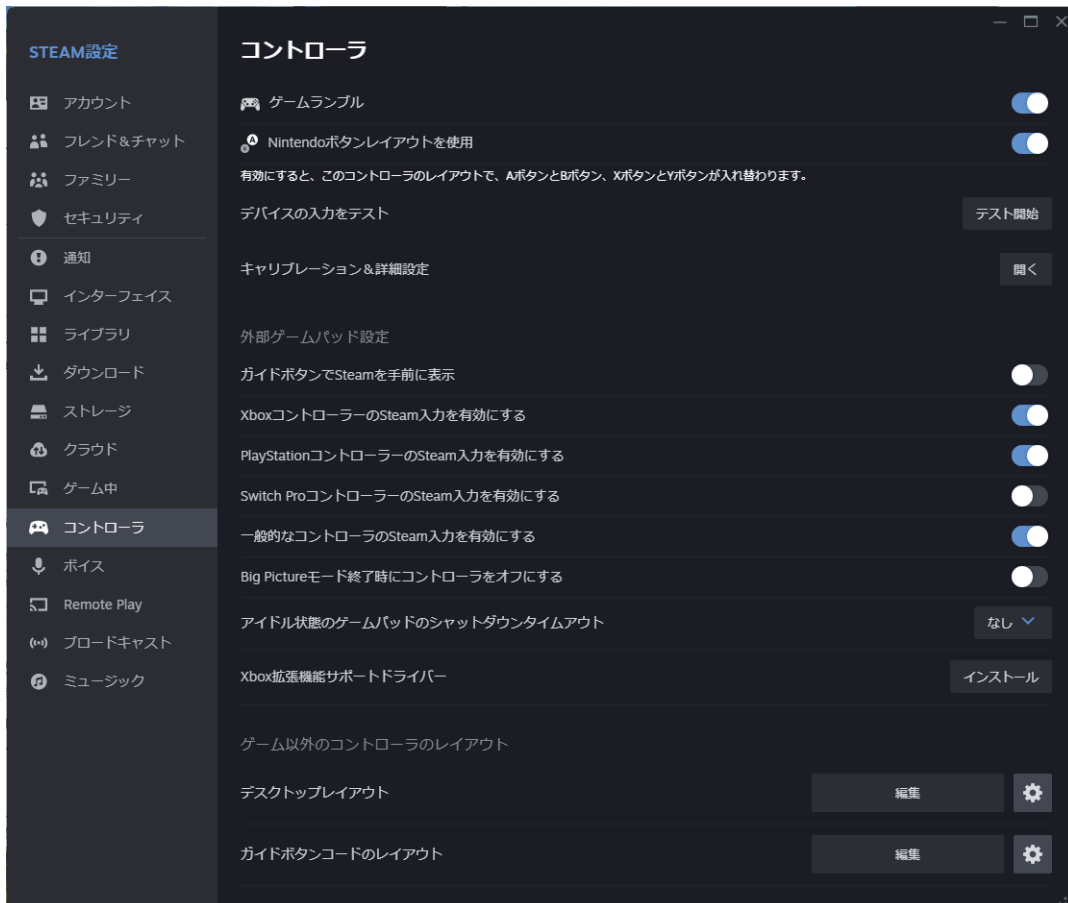 STEAM設定
アカウント
フレンド&チャット
ファミリー
セキュリティ
通知
インターフェイス
ライブラリ
ダウンロード
ストレージ
クラウド
ゲーム中
コントローラ
ボイス
Remote Play
ブロードキャスト
ミュージック
コントローラ
ゲームランブル
Nintendoボタンレイアウトを使用
有効にすると、このコントローラのレイアウトで、AボタンとBボタン、XボタンとYボタンが入れ替わります。
デバイスの入力をテスト
テスト開始
キャリブレーション&詳細設定
開く
外部ゲームパッド設定
ガイドボタンでSteamを手前に表示
XboxコントローラーのSteam入力を有効にする
PlayStationコントローラーのSteam入力を有効にする
Switch ProコントローラーのSteam入力を有効にする
一般的なコントローラのSteam入力を有効にする
Big Pictureモード終了時にコントローラをオフにする
アイドル状態のゲームパッドのシャットダウンタイムアウト
なし
Xbox拡張機能サポートドライバー
インストール
ゲーム以外のコントローラのレイアウト
デスクトップレイアウト
編集
ガイドボタンコードのレイアウト
編集